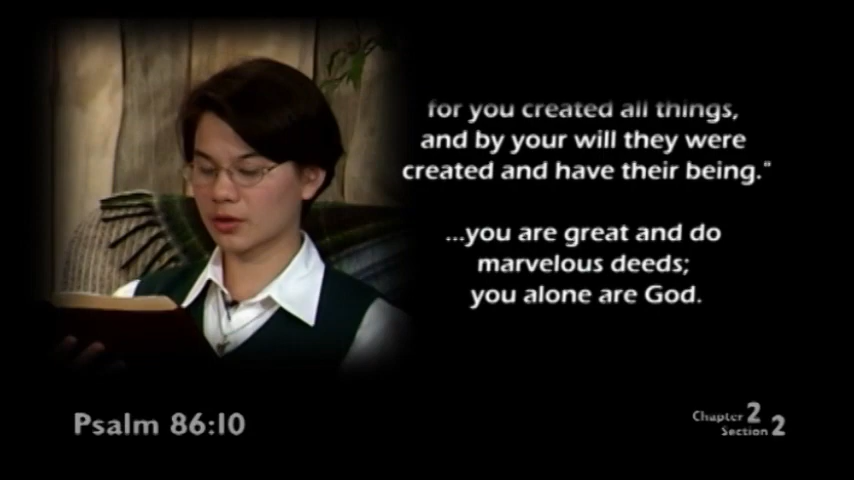 for you created all things,
and by your will they were
created and have their being."
...you are great and do
marvelous deeds;
you alone are God.
Psalm 86:10
Chapter 2
Section 2